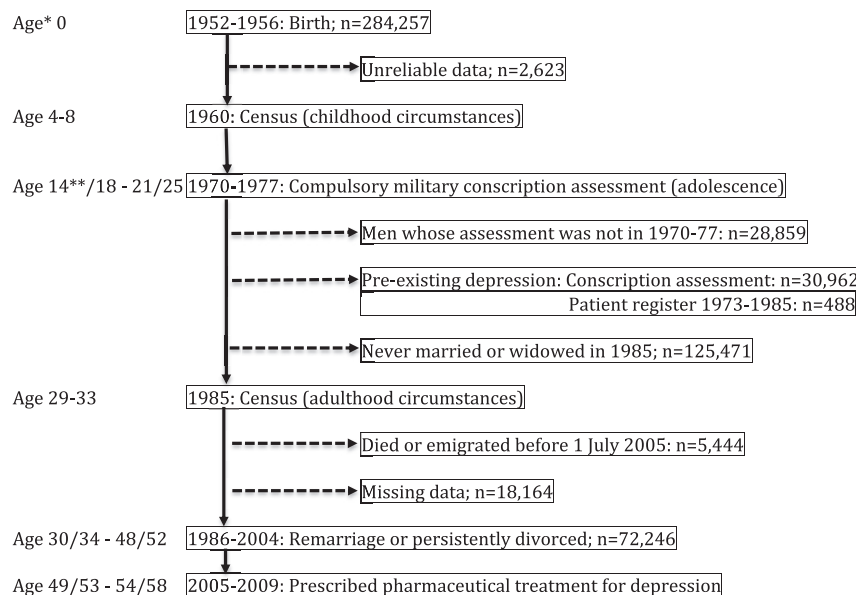 Age* 0 1952-1956: Birth; n=284,257
Unreliable data; n=2,623
Age 4-8 1960: Census (childhood circumstances)
Age 14**/18 - 21/25 1970-1977: Compulsory military conscription assessment (adolescence)
Men whose assessment was not in 1970-77: n=28,859
Pre-existing depression: Conscription assessment: n=30,962
Patient register 1973-1985: n=488
Never married or widowed in 1985; n=125,471
Age 29-33 1985: Census (adulthood circumstances)
Died or emigrated before 1 July 2005: n=5,444
Missing data; n=18,164
Age 30/34 - 48/52 1986-2004: Remarriage or persistently divorced; n=72,246
Age 49/53 - 54/58 2005-2009: Prescribed pharmaceutical treatment for depression